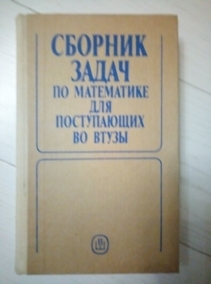 СБОРНИК
ЗАДАЧ
ПО МАТЕМАТИКЕ
ДЛЯ
ПОСТУПАЮЩИХ
ВО ВТУЗЫ